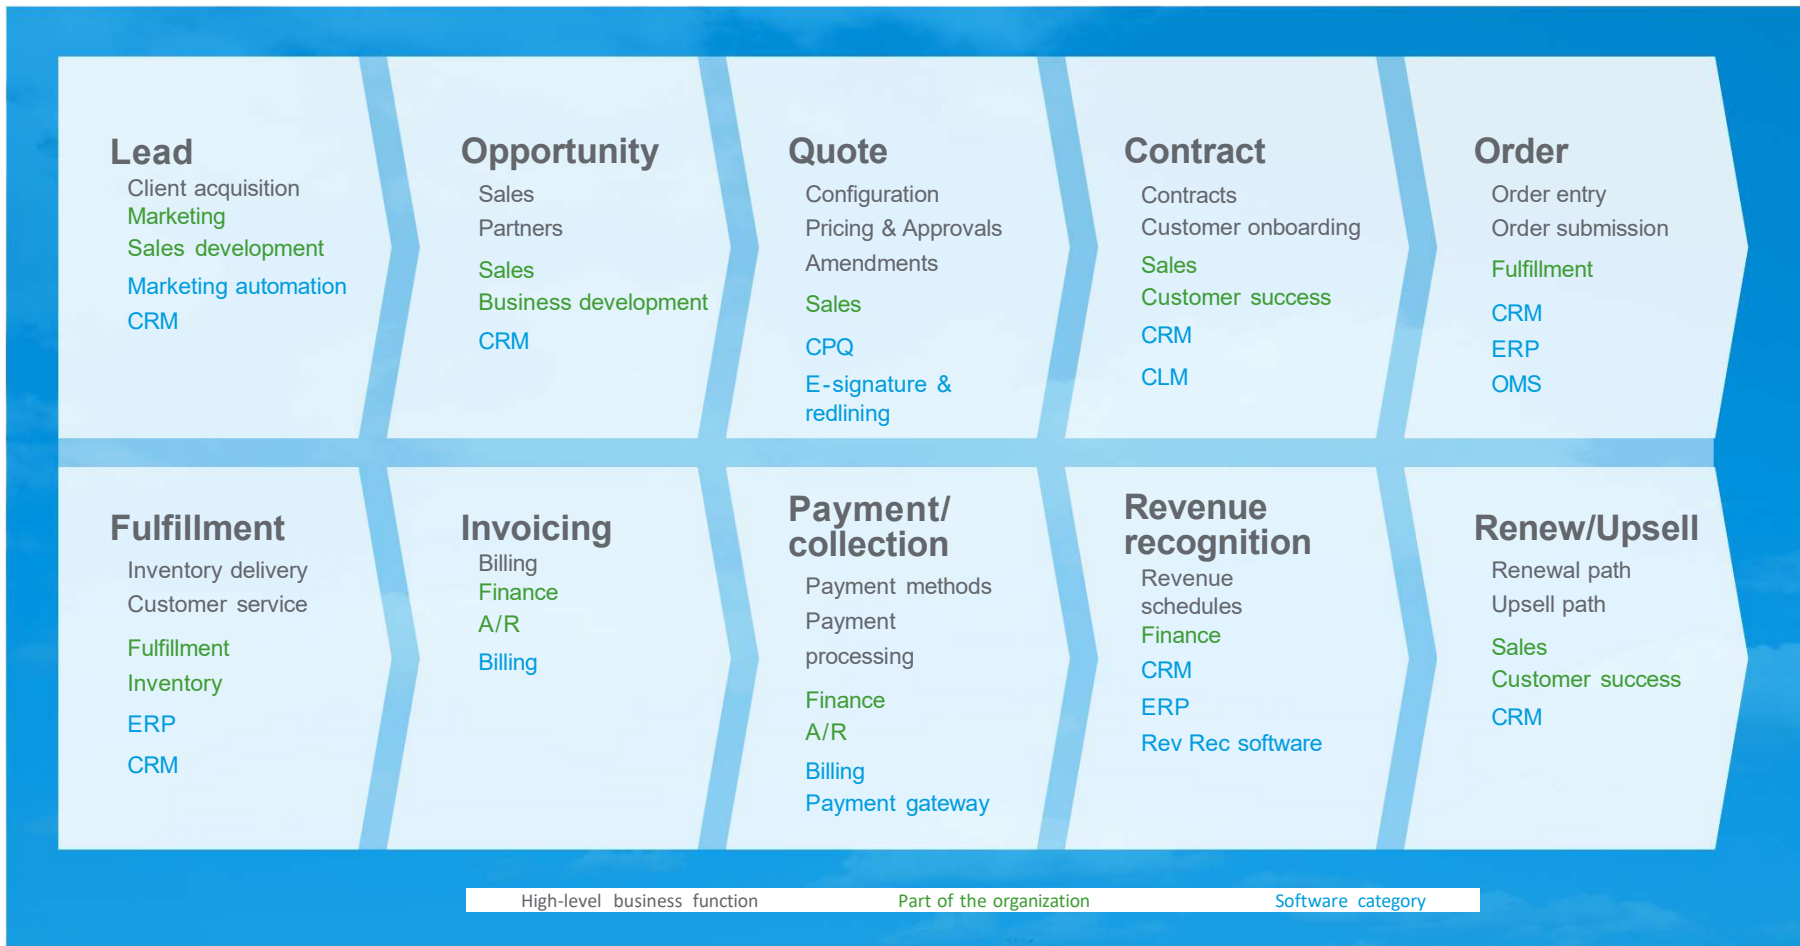 Lead
Client acquisition
Marketing
Sales development
Marketing automation
CRM
Opportunity
Sales
Partners
Sales
Business development
CRM
Quote
Configuration
Pricing & Approvals
Amendments
Sales
CPQ
E-signature &
redlining
Contract
Contracts
Customer onboarding
Sales
Customer success
CRM
CLM
Order
Order entry
Order submission
Fulfillment
CRM
ERP
OMS
Fulfillment
Inventory delivery
Customer service
Fulfillment
Inventory
ERP
CRM
Invoicing
Billing
Finance
A/R
Billing
Payment/
collection
Payment methods
Payment
processing
Finance
A/R
Billing
Payment gateway
Revenue
recognition
Revenue
schedules
Finance
CRM
ERP
Rev Rec software
Renew/Upsell
Renewal path
Upsell path
Sales
Customer success
CRM
High-level business function
Part of the organization
Software category